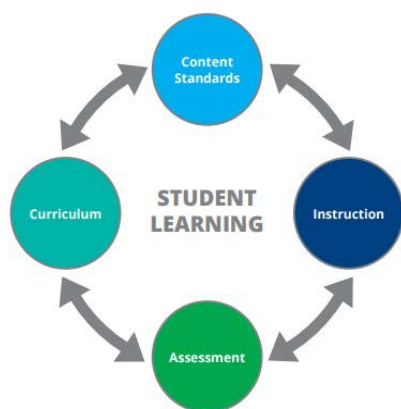 Content
Standards
Curriculum
STUDENT
LEARNING
Instruction
Assessment